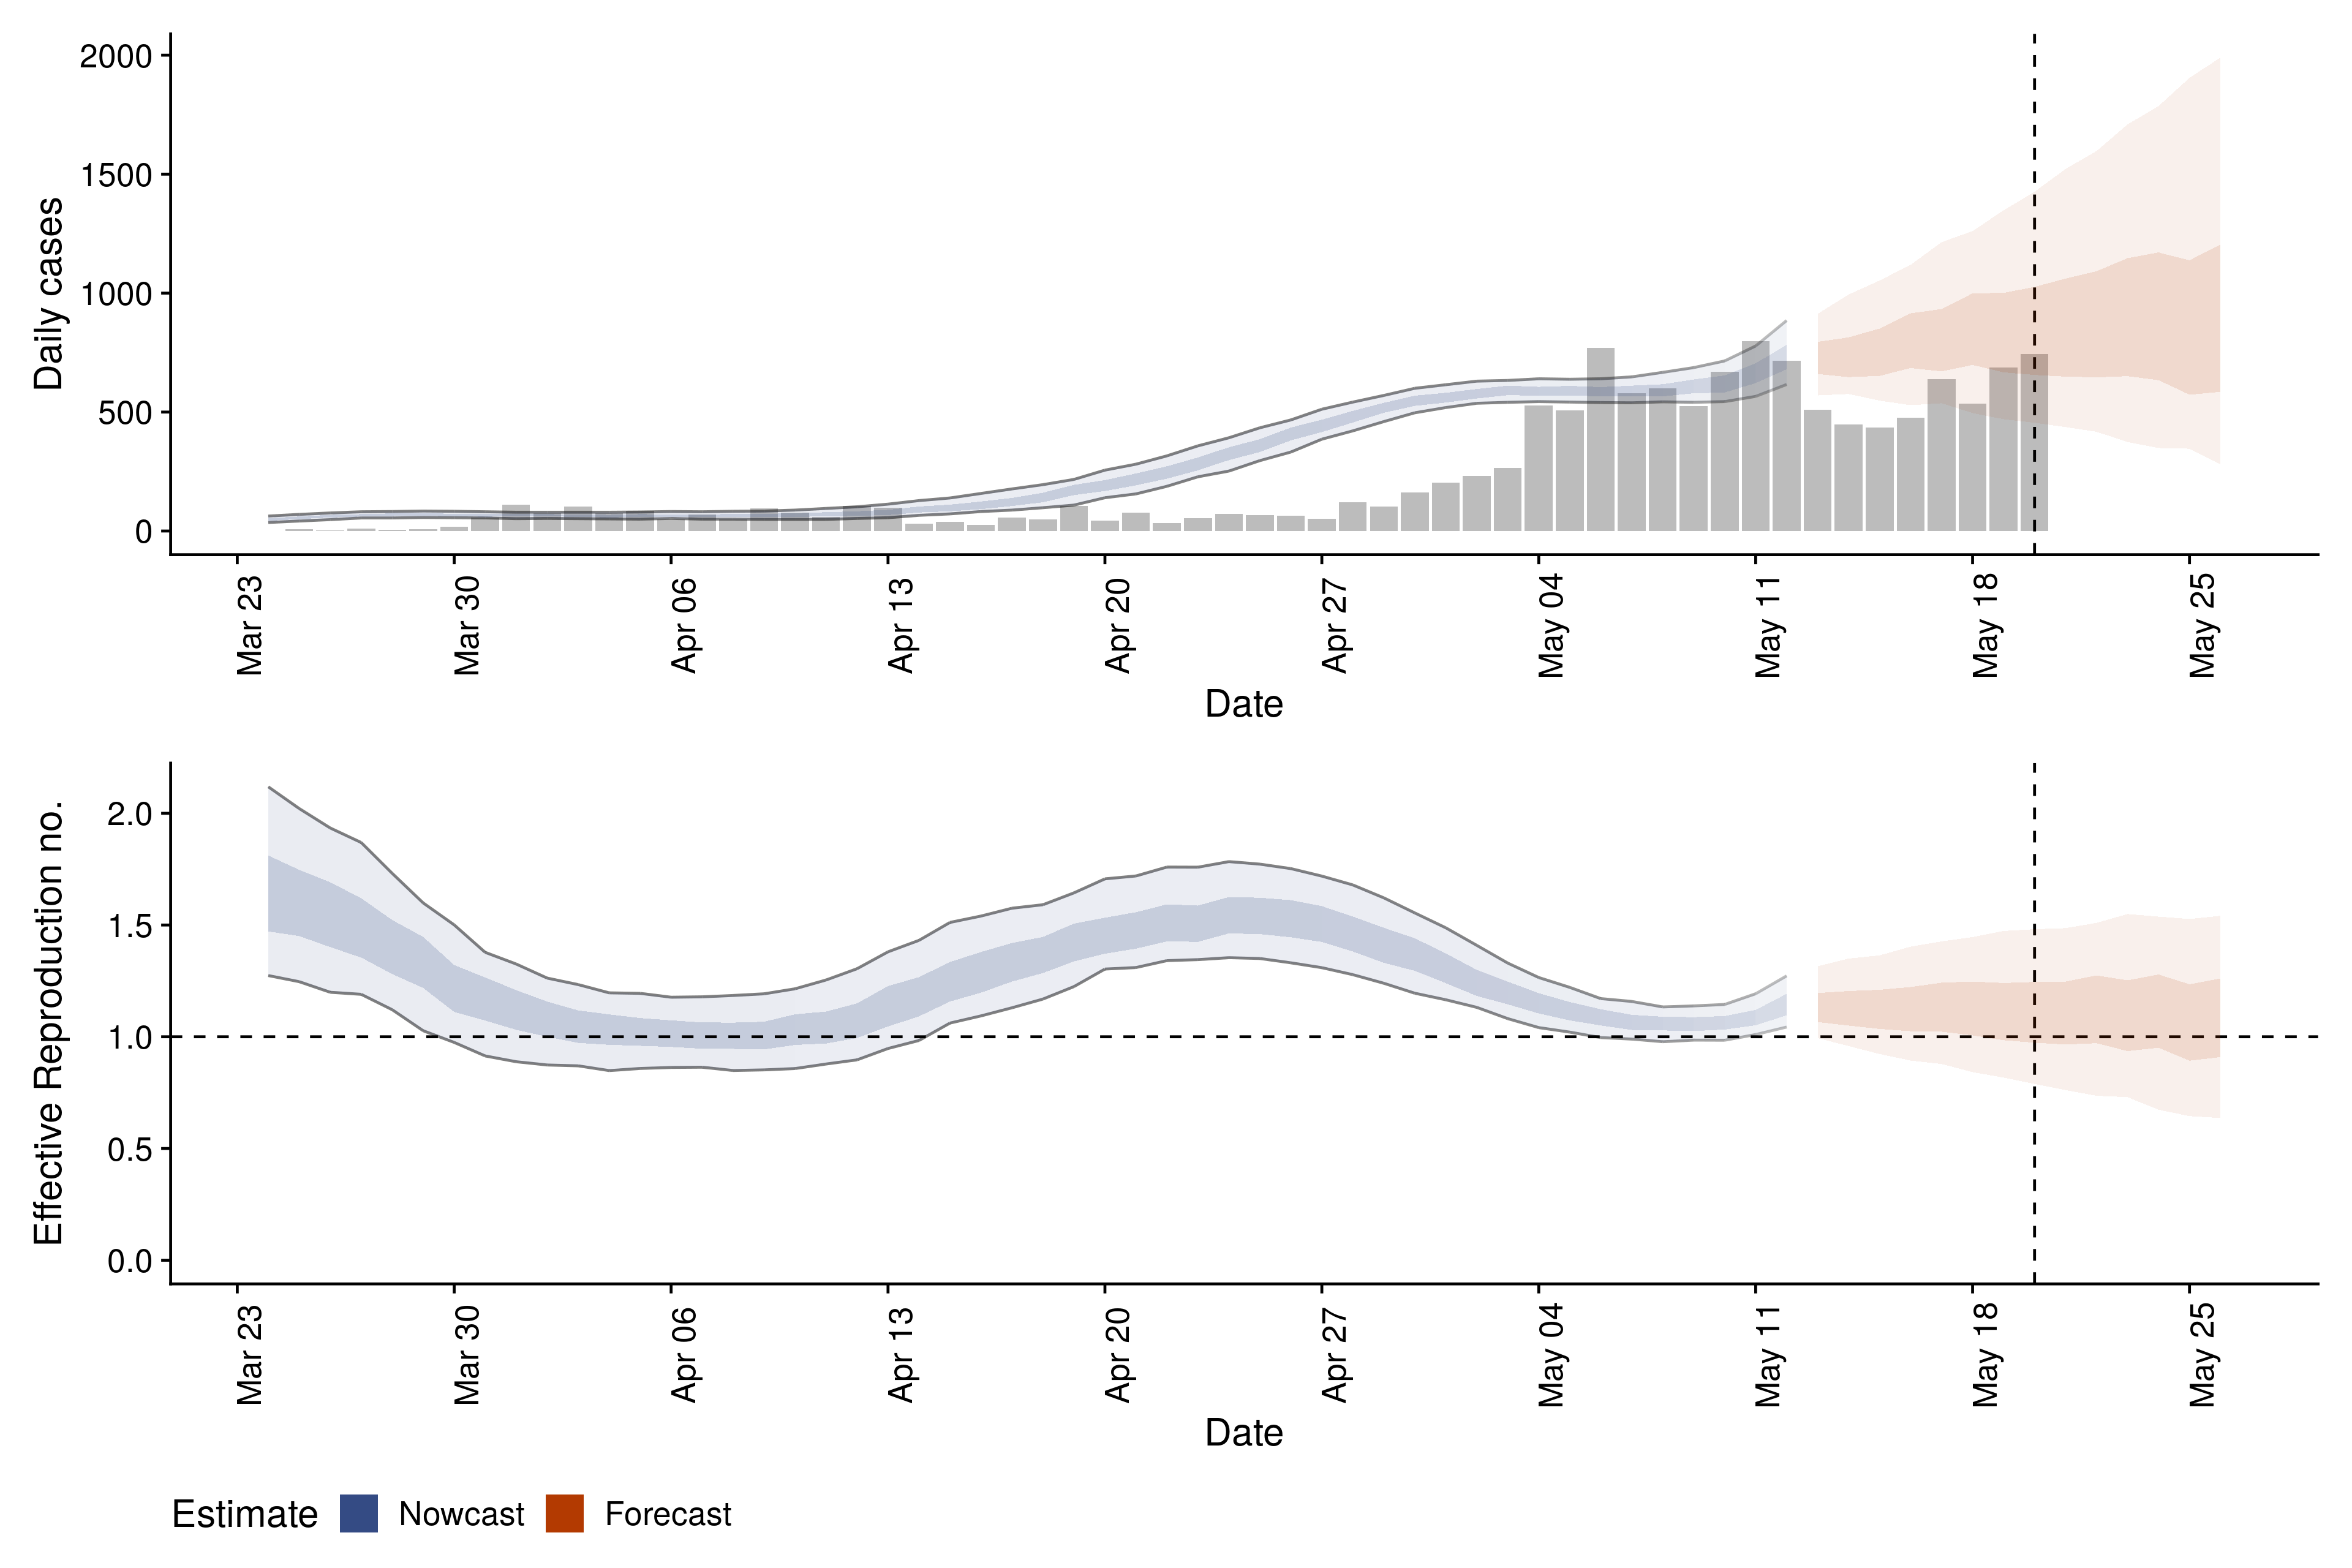 2000
1500
1000
500
0
Daily cases
Mar 23 Mar 30 Apr 06 Apr 13 Apr 20 Apr 27 May 04 May 11 May 18 May 25
Date
2.0
1.5
1.0
0.5
0.0
Effective Reproduction no.
Mar 23 Mar 30 Apr 06 Apr 13 Apr 20 Apr 27 May 04 May 11 May 18 May 25
Date
Estimate Nowcast Forecast